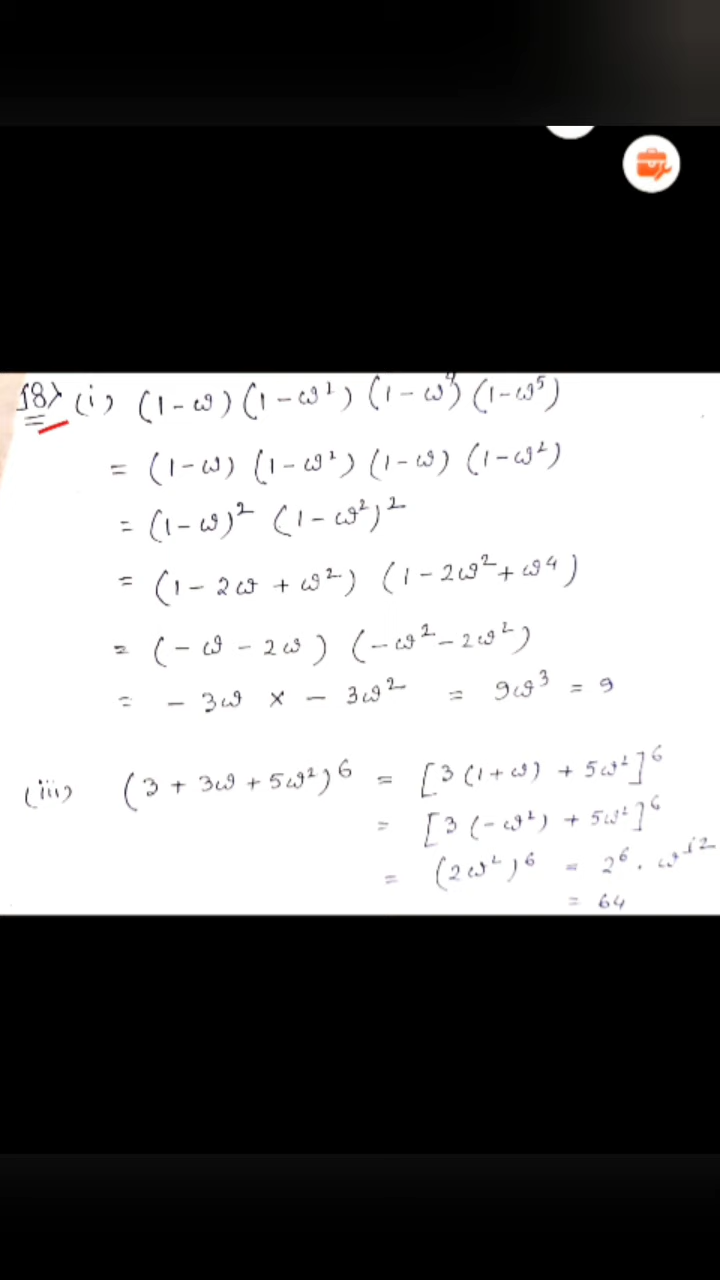 18) (i) (1-ω) (1-ω²) (1-ω⁴) (1-ω⁵)
= (1-ω) (1-ω²) (1-ω) (1-ω²)
= (1-ω)² (1-ω²)²
= (1-2ω+ω²) (1-2ω²+ω⁴)
= (-ω-2ω) (-ω²-2ω²)
= -3ω × -3ω² = 9ω³ = 9
(iii) (3+3ω+5ω²)⁶ = [3(1+ω)+5ω²]⁶
= [3(-ω²)+5ω²]⁶
= (2ω²)⁶ = 2⁶.ω¹²
= 64